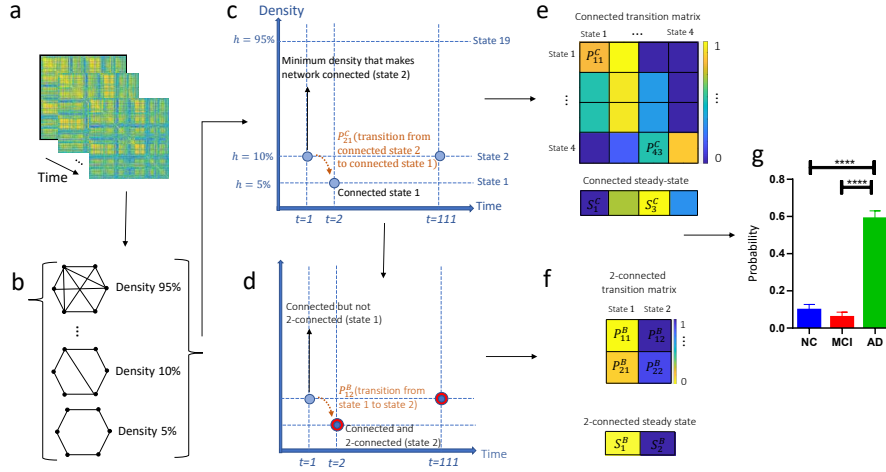 a
Time
...
b
Density 95%
...
Density 10%
Density 5%
c
Density
h = 95%
State 19
Minimum density that makes
network connected (state 2)
P^C_21 (transition from
connected state 2
to connected state 1)
h = 10%
State 2
h = 5%
State 1
Connected state 1
t=1
t=2
t=111
Time
d
Connected but not
2-connected (state 1)
P^B_12 (transition from
state 1 to state 2)
Connected and
2-connected (state 2)
t=1
t=2
t=111
Time
e
Connected transition matrix
State 1
...
State 4
State 1
P^C_11
1
...
...
State 4
P^C_43
0
Connected steady-state
S^C_1
S^C_3
f
2-connected
transition matrix
State 1 State 2
P^B_11 P^B_12
1
...
P^B_21 P^B_22
0
2-connected steady state
S^B_1 S^B_2
g
****
****
0.8
0.6
0.4
0.2
0.0
Probability
NC MCI AD